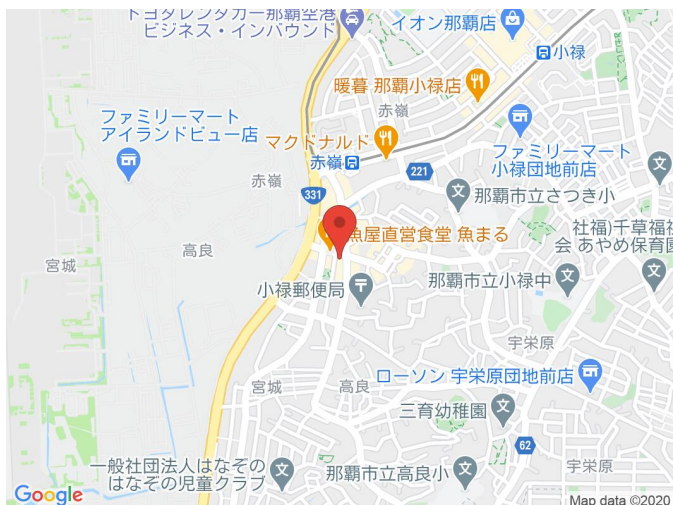 トヨタレンタカー那覇空港
ビジネス・インバウンド
イオン那覇店
小禄
暖暮 那覇小禄店
赤嶺
マクドナルド
ファミリーマート
アイランドビュー店
赤嶺
221
ファミリーマート
小禄団地前店
赤嶺
331
那覇市立さつき小
魚屋直営食堂 魚まる
社福)千草福祉
会 あやめ保育園
高良
宮城
小禄郵便局
那覇市立小禄中
宇栄原
ローソン 宇栄原団地前店
宮城
高良
三育幼稚園
62
一般社団法人はなぞの
はなぞの児童クラブ
那覇市立高良小
宇栄原
Google
Map data ©2020